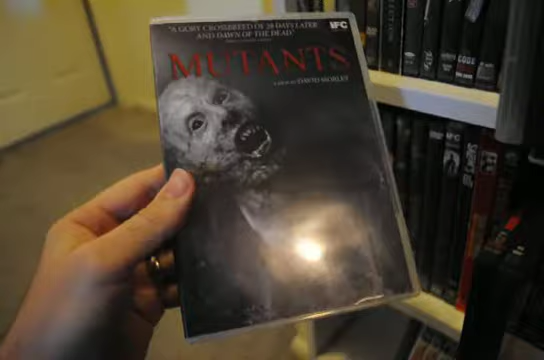 "A GORY CROSSBREED OF 28 DAYS LATER
AND DAWN OF THE DEAD"
IFC
MUTANTS
A FILM BY DAVID MORLEY